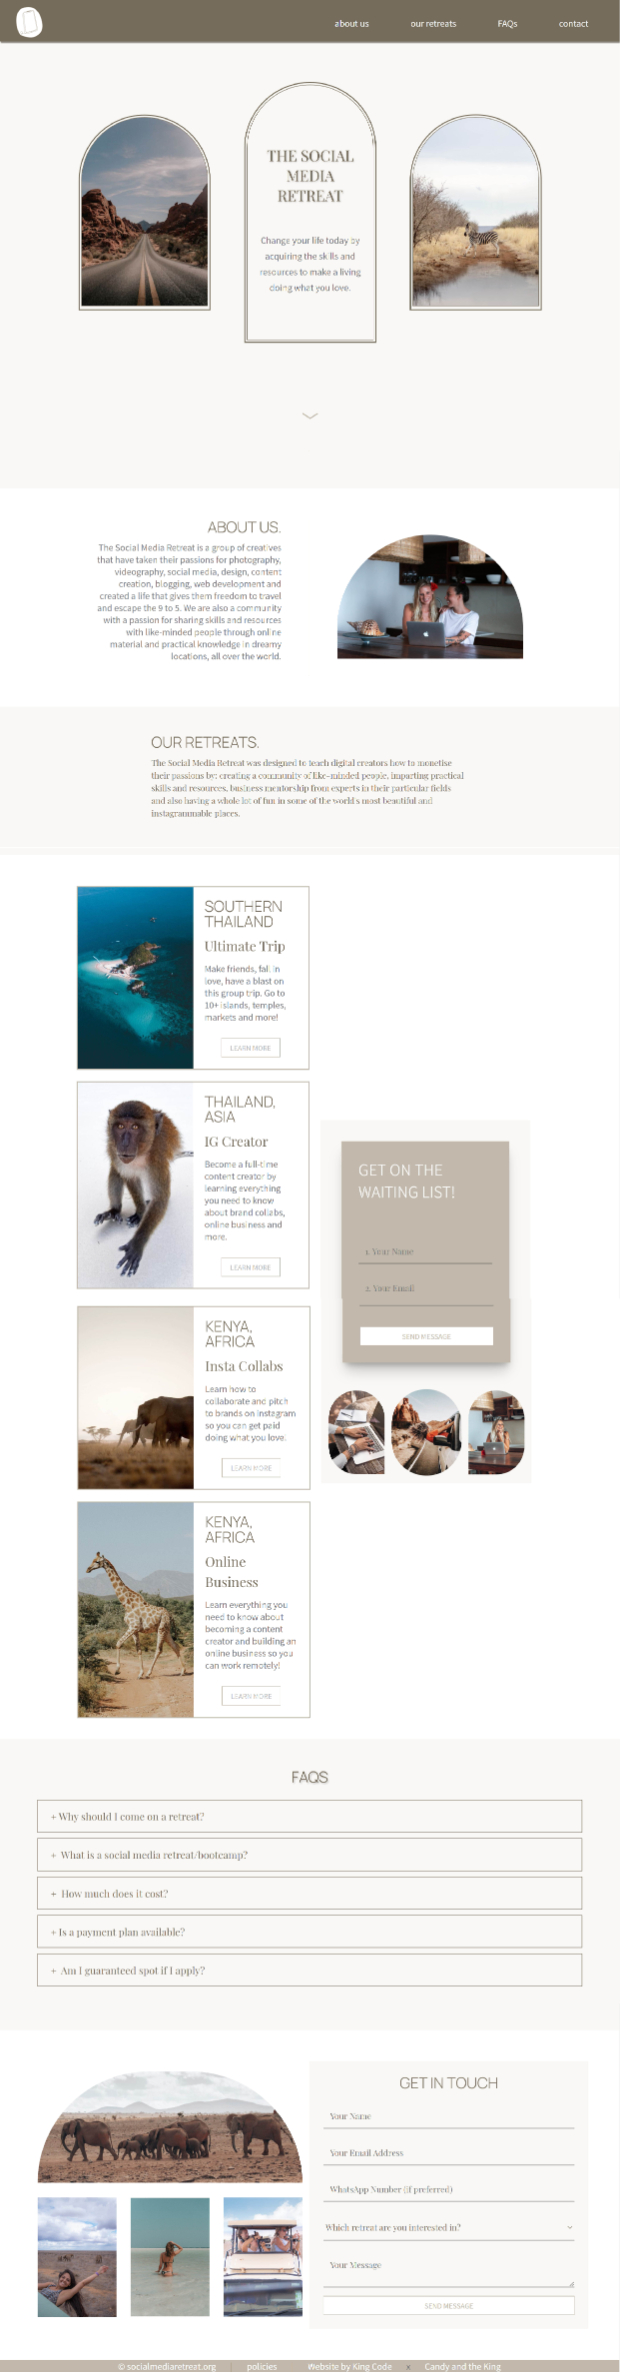 about us
our retreats
FAQs
contact
THE SOCIAL
MEDIA
RETREAT
Change your life today by
acquiring the skills and
resources to make a living
doing what you love.
ABOUT US.
The Social Media Retreat is a group of creatives
that have taken their passions for photography,
videography, social media, design, content
creation, blogging, web development and
created a life that gives them freedom to travel
and escape the 9 to 5. We are also a community
with a passion for sharing skills and resources
with like-minded people through online
material and practical knowledge in dreamy
locations, all over the world.
OUR RETREATS.
The Social Media Retreat was designed to teach digital creators how to monetise
their passions by: creating a community of like-minded people, imparting practical
skills and resources, business mentorship from experts in their particular fields
and also having a whole lot of fun in some of the world's most beautiful and
instagrammable places.
SOUTHERN
THAILAND
Ultimate Trip
Make friends, fall in
love, have a blast on
this group trip. Go to
10+ islands, temples,
markets and more!
LEARN MORE
THAILAND,
ASIA
IG Creator
Become a full-time
content creator by
learning everything
you need to know
about brand collabs,
online business and
more.
LEARN MORE
KENYA,
AFRICA
Insta Collabs
Learn how to
collaborate and pitch
to brands on Instagram
so you can get paid
doing what you love.
LEARN MORE
KENYA,
AFRICA
Online
Business
Learn everything you
need to know about
becoming a content
creator and building an
online business so you
can work remotely!
LEARN MORE
GET ON THE
WAITING LIST!
1. Your Name
2. Your Email
SEND MESSAGE
FAQS
+ Why should I come on a retreat?
+ What is a social media retreat/bootcamp?
+ How much does it cost?
+ Is a payment plan available?
+ Am I guaranteed spot if I apply?
GET IN TOUCH
Your Name
Your Email Address
WhatsApp Number (if preferred)
Which retreat are you interested in?
Your Message
SEND MESSAGE
© socialmediaretreat.org | policies Website by King Code x Candy and the King